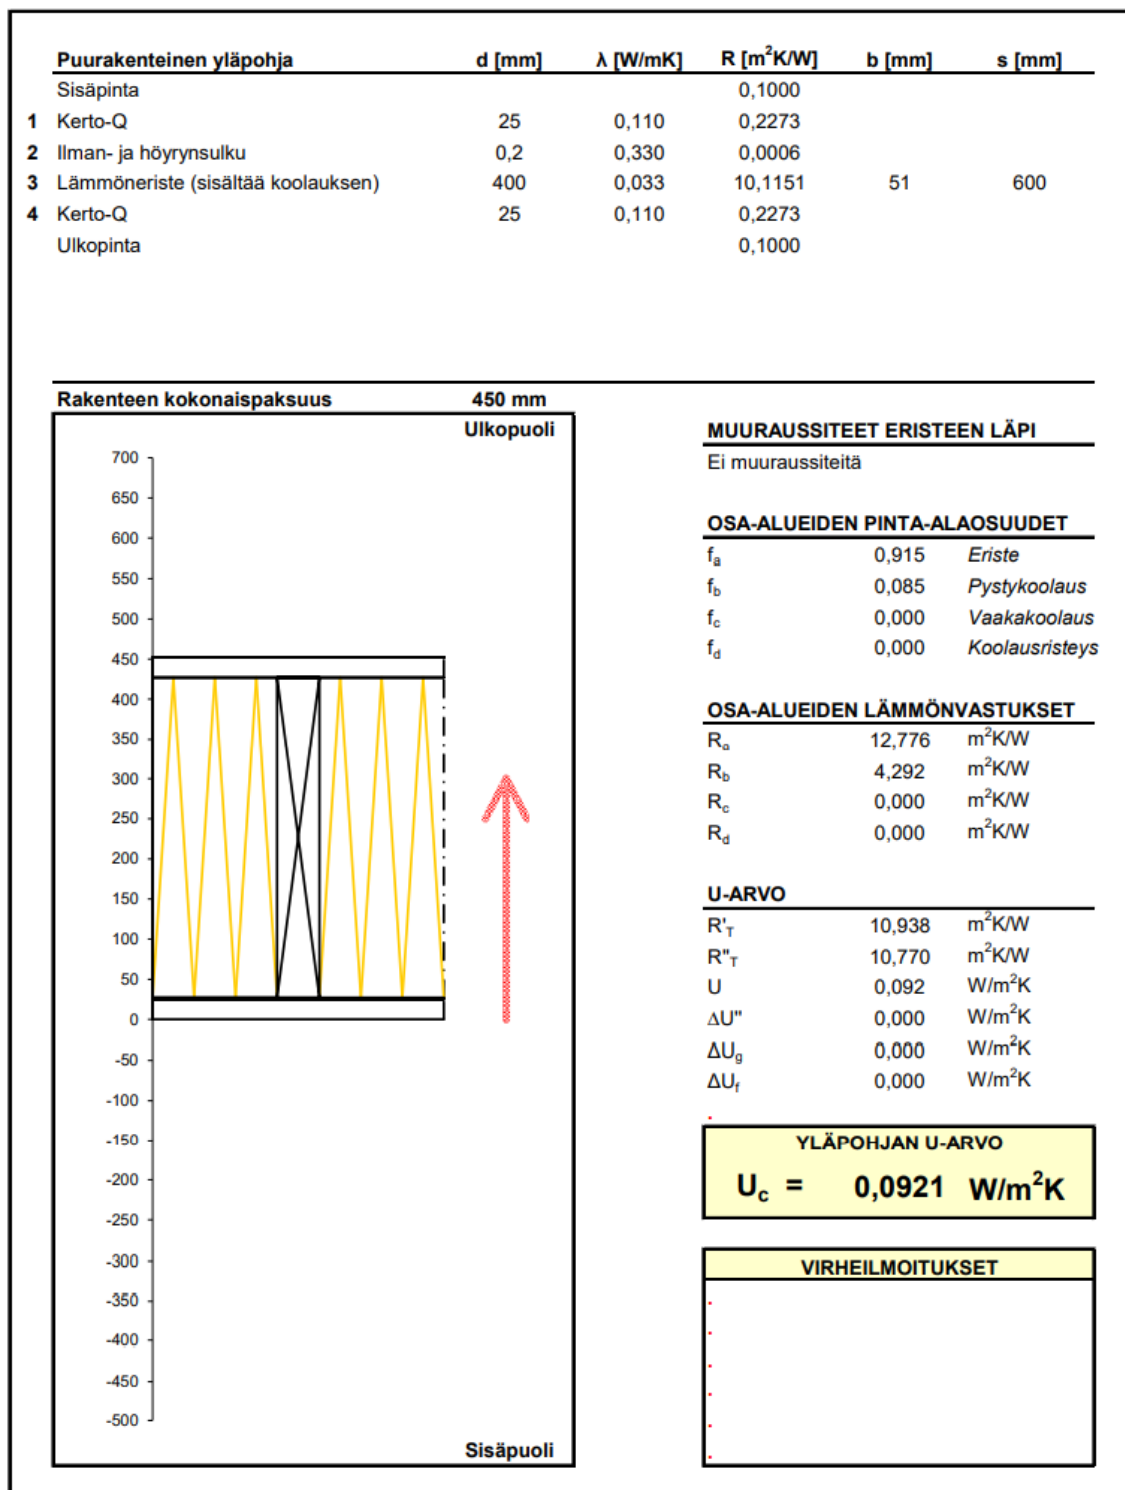 Puurakenteinen yläpohja d [mm] λ [W/mK] R [m²K/W] b [mm] s [mm]
Sisäpinta 0,1000
1 Kerto-Q 25 0,110 0,2273
2 Ilman- ja höyrynsulku 0,2 0,330 0,0006
3 Lämmöneriste (sisältää koolauksen) 400 0,033 10,1151 51 600
4 Kerto-Q 25 0,110 0,2273
Ulkopinta 0,1000
Rakenteen kokonaispaksuus 450 mm
Ulkopuoli
700
650
600
550
500
450
400
350
300
250
200
150
100
50
0
-50
-100
-150
-200
-250
-300
-350
-400
-450
-500
Sisäpuoli
MUURAUSSITEET ERISTEEN LÄPI
Ei muuraussiteitä
OSA-ALUEIDEN PINTA-ALAOSUUDET
fa 0,915 Eriste
fb 0,085 Pystykoolaus
fc 0,000 Vaakakoolaus
fd 0,000 Koolausristeys
OSA-ALUEIDEN LÄMMÖNVASTUKSET
Ra 12,776 m²K/W
Rb 4,292 m²K/W
Rc 0,000 m²K/W
Rd 0,000 m²K/W
U-ARVO
R'T 10,938 m²K/W
R"T 10,770 m²K/W
U 0,092 W/m²K
ΔU" 0,000 W/m²K
ΔUg 0,000 W/m²K
ΔUf 0,000 W/m²K
YLÄPOHJAN U-ARVO
Uc = 0,0921 W/m²K
VIRHEILMOITUKSET